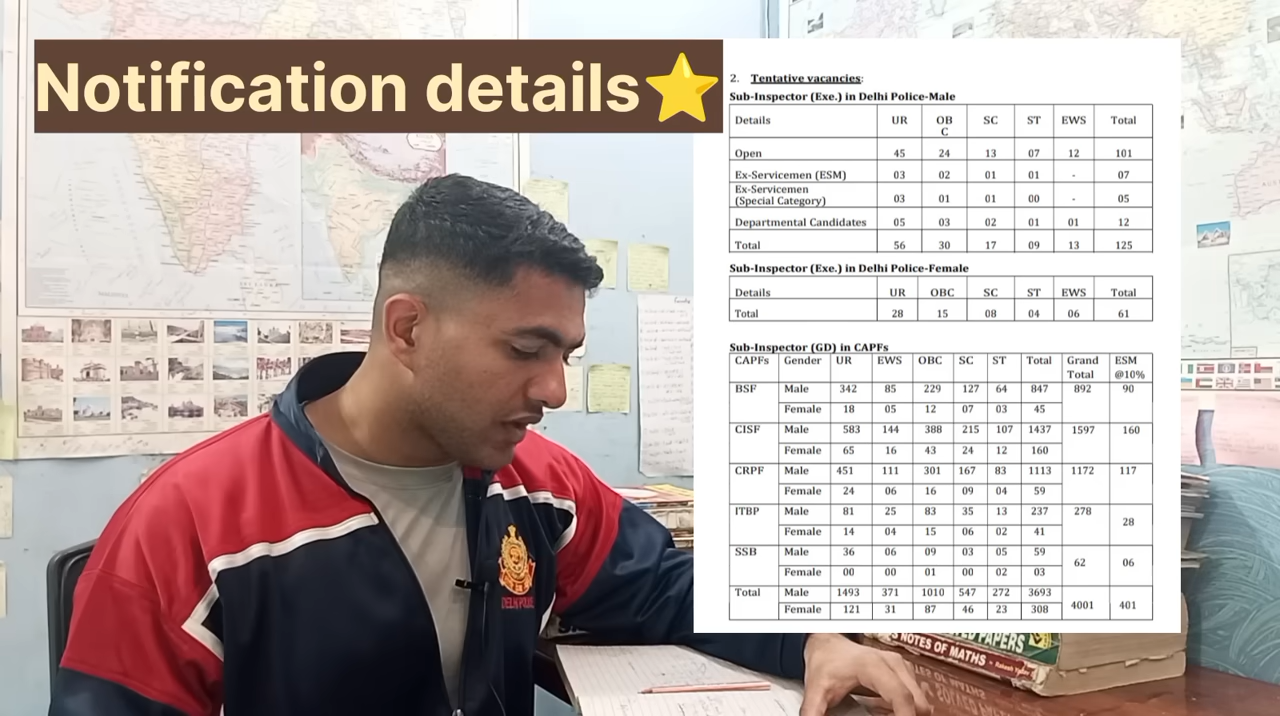 Notification details⭐
2. Tentative vacancies:
Sub-Inspector (Exe.) in Delhi Police-Male
Details UR OB C SC ST EWS Total
Open 45 24 13 07 12 101
Ex-Servicemen (ESM) 03 02 01 01 - 07
Ex-Servicemen
(Special Category) 03 01 01 00 - 05
Departmental Candidates 05 03 02 01 01 12
Total 56 30 17 09 13 125
Sub-Inspector (Exe.) in Delhi Police-Female
Details UR OBC SC ST EWS Total
Total 28 15 08 04 06 61
Sub-Inspector (GD) in CAPFs
CAPFs Gender UR EWS OBC SC ST Total Grand Total ESM @10%
BSF Male 342 85 229 127 64 847 892 90
Female 18 05 12 07 03 45
CISF Male 583 144 388 215 107 1437 1597 160
Female 65 16 43 24 12 160
CRPF Male 451 111 301 167 83 1113 1172 117
Female 24 06 16 09 04 59
ITBP Male 81 25 83 35 13 237 278 28
Female 14 04 15 06 02 41
SSB Male 36 06 09 03 05 59 62 06
Female 00 00 01 00 02 03
Total Male 1493 371 1010 547 272 3693 4001 401
Female 121 31 87 46 23 308
DELHI POLICE
PAPERS
NOTES OF MATHS